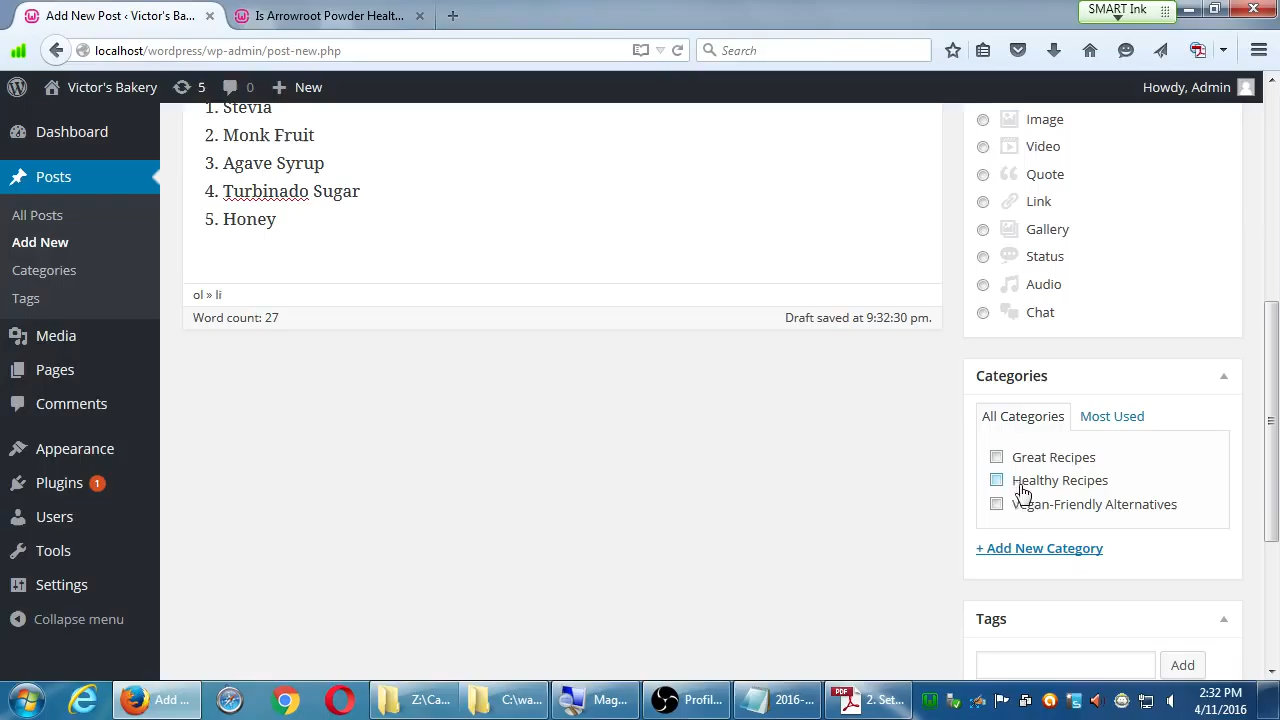 Add New Post ‹ Victor's Ba...
Is Arrowroot Powder Healt...
SMART Ink
localhost/wordpress/wp-admin/post-new.php
Search
Victor's Bakery
5
0
New
Howdy, Admin
Dashboard
Posts
All Posts
Add New
Categories
Tags
Media
Pages
Comments
Appearance
Plugins 1
Users
Tools
Settings
Collapse menu
1. Stevia
2. Monk Fruit
3. Agave Syrup
4. Turbinado Sugar
5. Honey
ol » li
Word count: 27
Draft saved at 9:32:30 pm.
Image
Video
Quote
Link
Gallery
Status
Audio
Chat
Categories
All Categories
Most Used
Great Recipes
Healthy Recipes
Vegan-Friendly Alternatives
+ Add New Category
Tags
Add
Add ...
Z:\Ca...
C:\wa...
Mag...
Profil...
2016-...
PDF
2. Set...
2:32 PM
4/11/2016